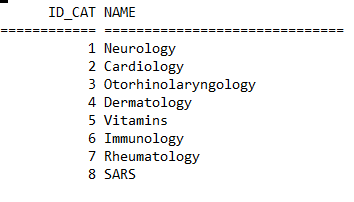 ID_CAT NAME
============ ===============================
1 Neurology
2 Cardiology
3 Otorhinolaryngology
4 Dermatology
5 Vitamins
6 Immunology
7 Rheumatology
8 SARS